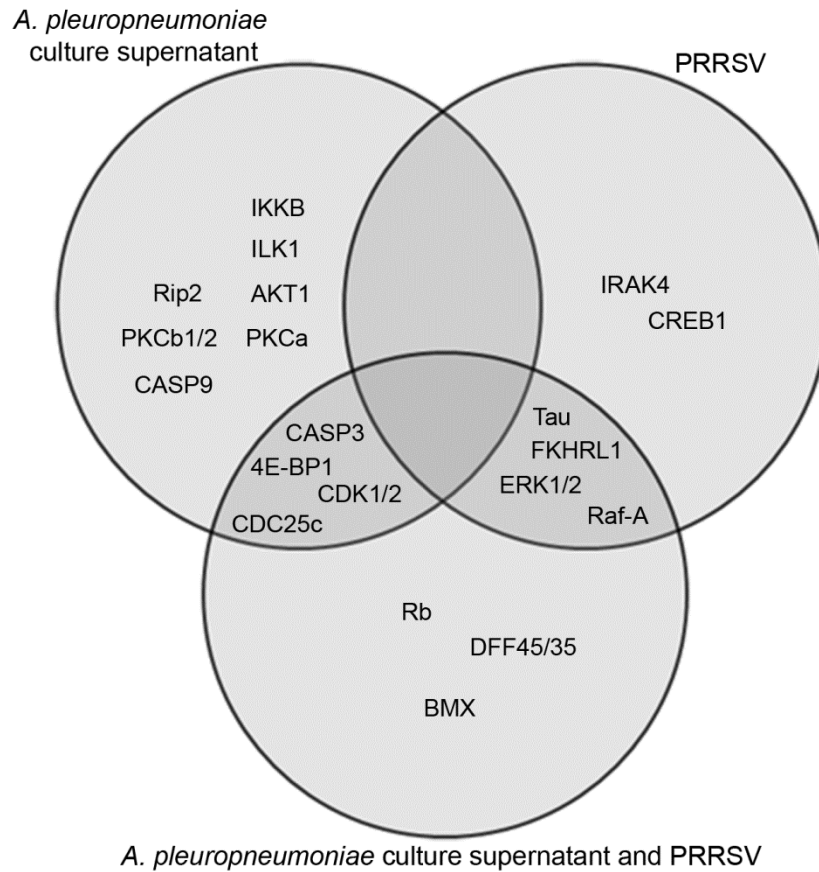 A. pleuropneumoniae
culture supernatant
PRRSV
IKKB
ILK1
Rip2
AKT1
PKCb1/2
PKCa
CASP9
IRAK4
CREB1
CASP3
4E-BP1
CDK1/2
CDC25c
Tau
FKHRL1
ERK1/2
Raf-A
Rb
DFF45/35
BMX
A. pleuropneumoniae culture supernatant and PRRSV